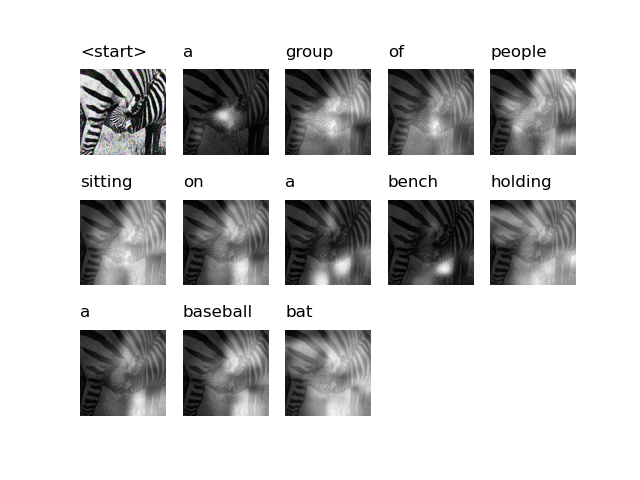 <start> a group of people
sitting on a bench holding
a baseball bat